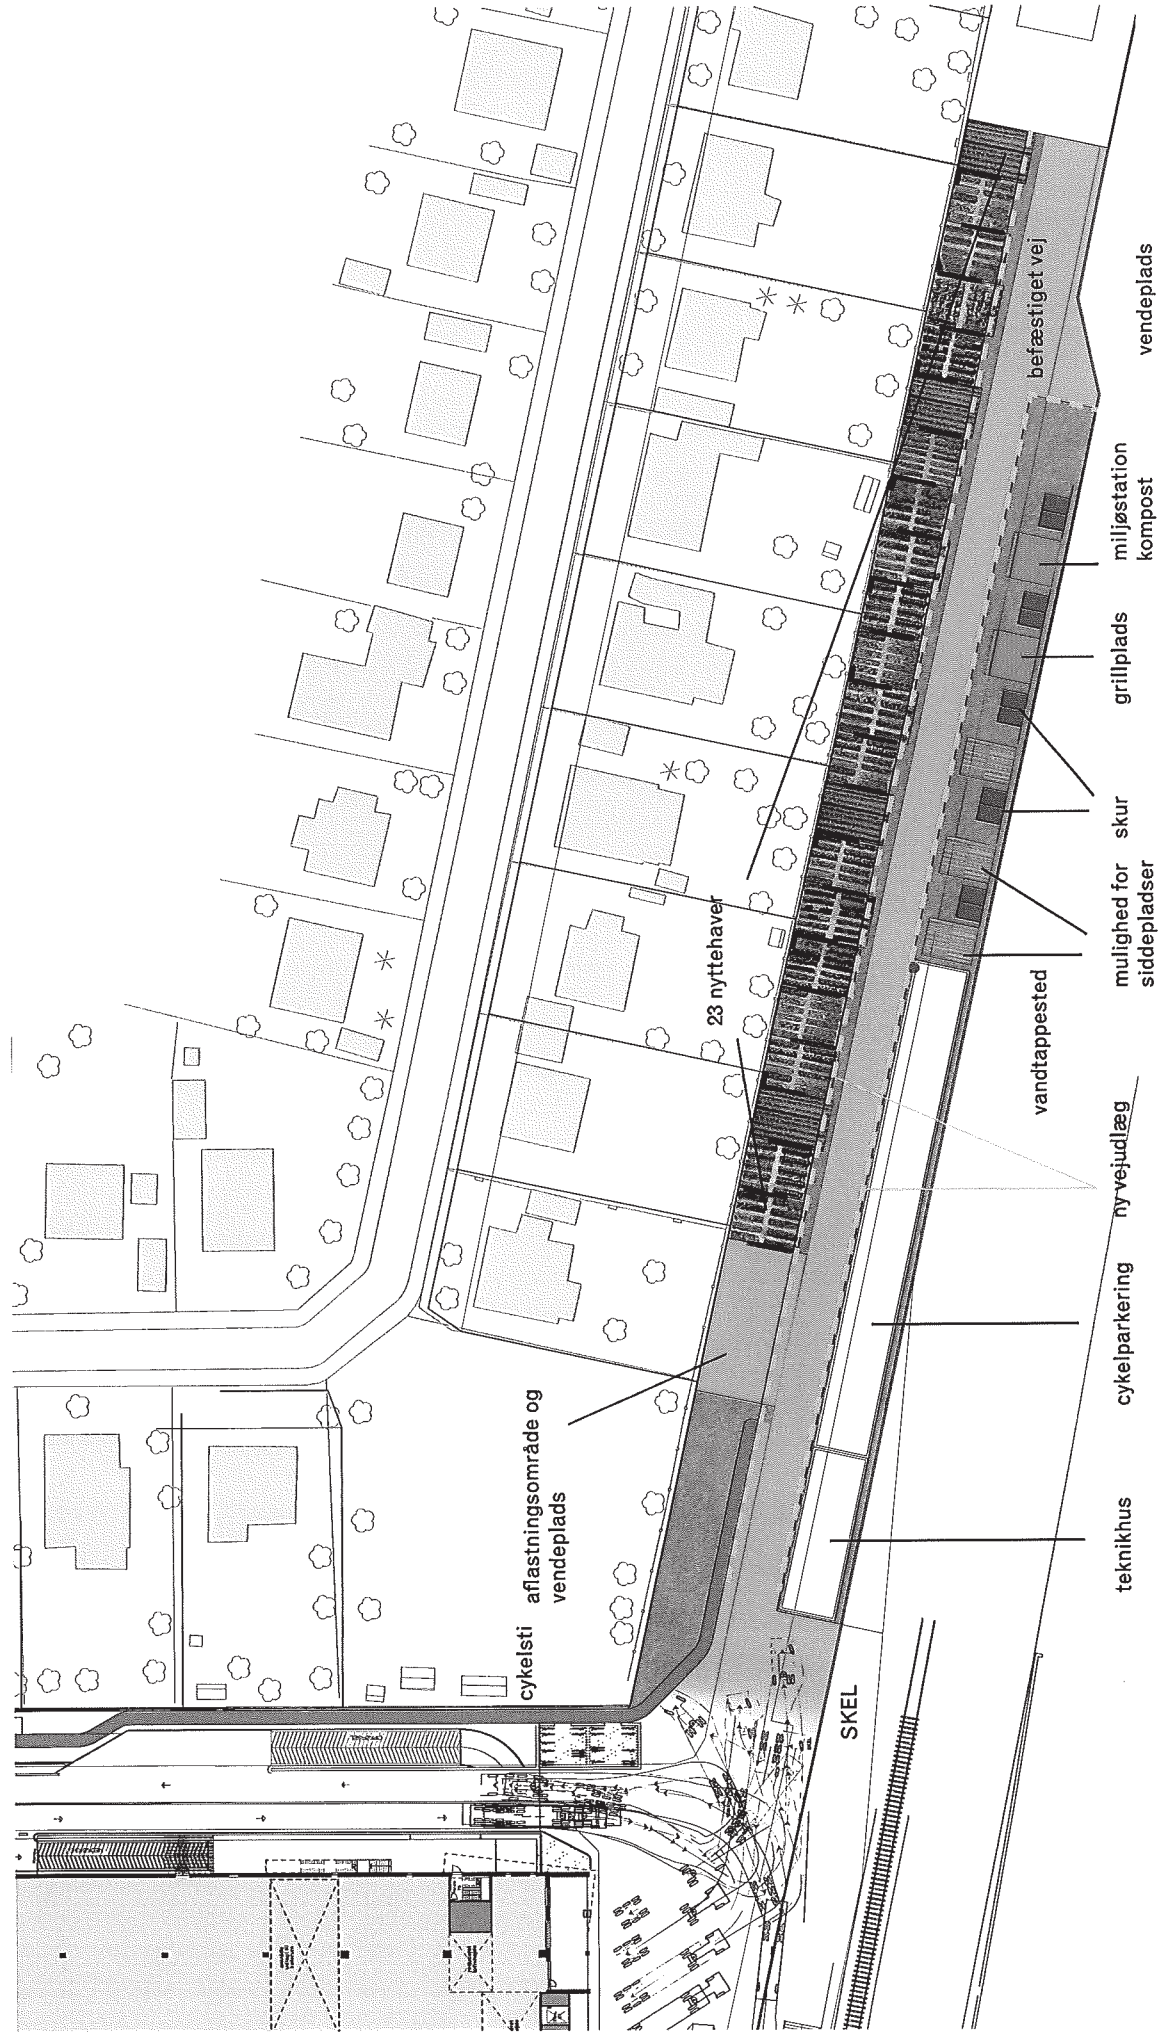 cykelsti
aflastningsområde og
vendeplads
23 nyttehaver
befæstiget vej
SKEL
teknikhus
cykelparkering
ny vejudlæg
vandtappested
mulighed for
siddepladser
skur
grillplads
miljøstation
kompost
vendeplads